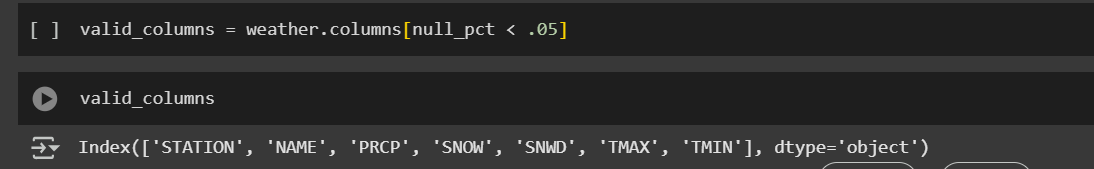 [ ] valid_columns = weather.columns[null_pct < .05]
valid_columns
Index(['STATION', 'NAME', 'PRCP', 'SNOW', 'SNWD', 'TMAX', 'TMIN'], dtype='object')